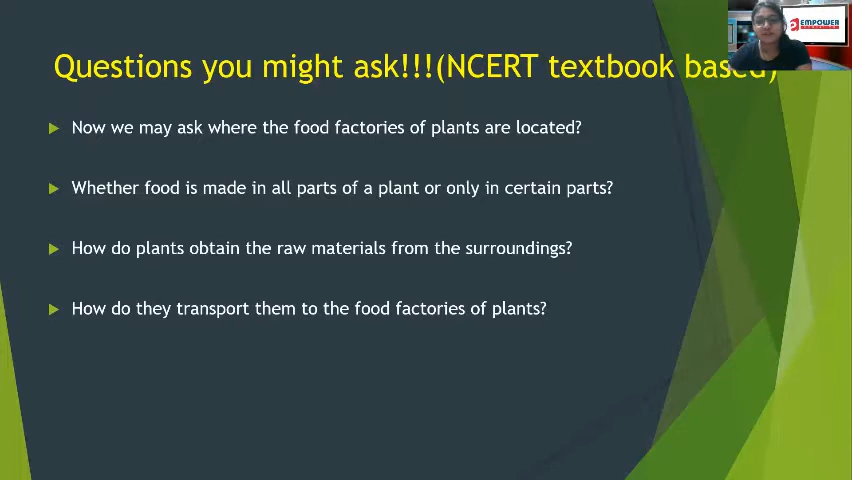 Questions you might ask!!!(NCERT textbook based)
Now we may ask where the food factories of plants are located?
Whether food is made in all parts of a plant or only in certain parts?
How do plants obtain the raw materials from the surroundings?
How do they transport them to the food factories of plants?
EMPOWER